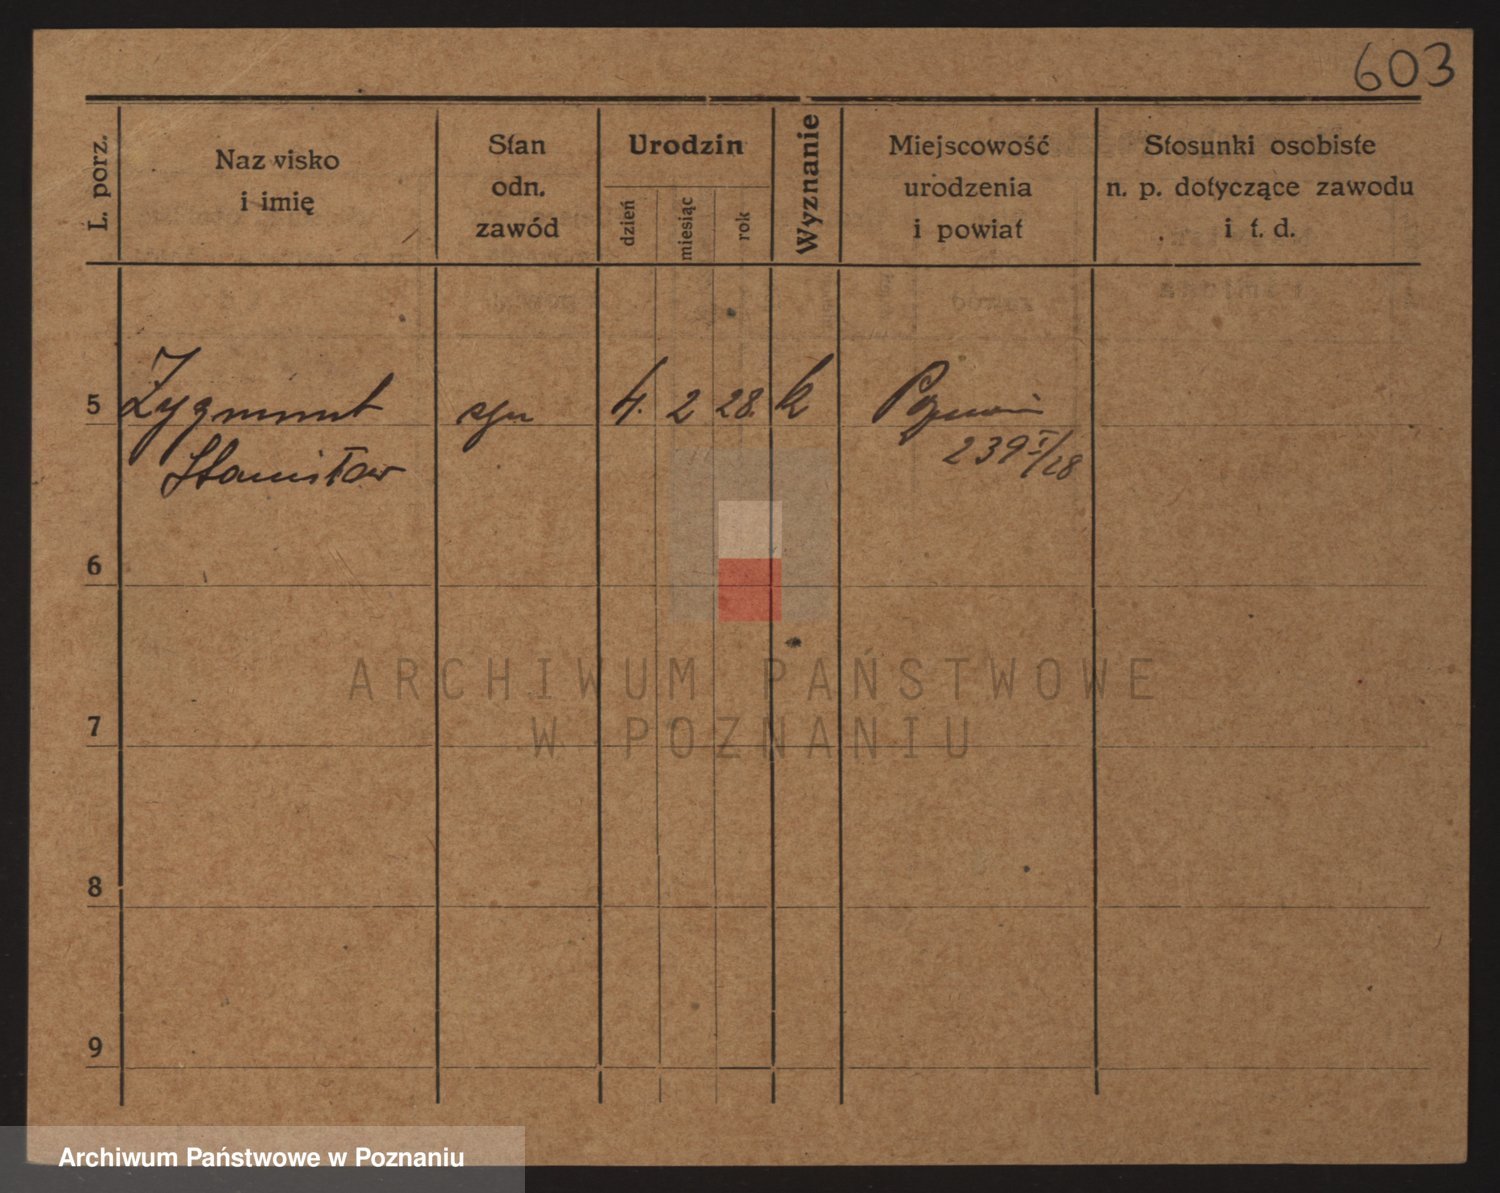 603
L. porz.
Nazwisko
i imię
Stan
odn.
zawód
Urodzin
dzień
miesiąc
rok
Wyznanie
Miejscowość
urodzenia
i powiat
Stosunki osobiste
n. p. dotyczące zawodu
i t. d.
5 Zygmunt syn 4. 2 28. k Poznań
Stanisław 239 I/28
6
7
8
9
ARCHIWUM PAŃSTWOWE
W POZNANIU
Archiwum Państwowe w Poznaniu